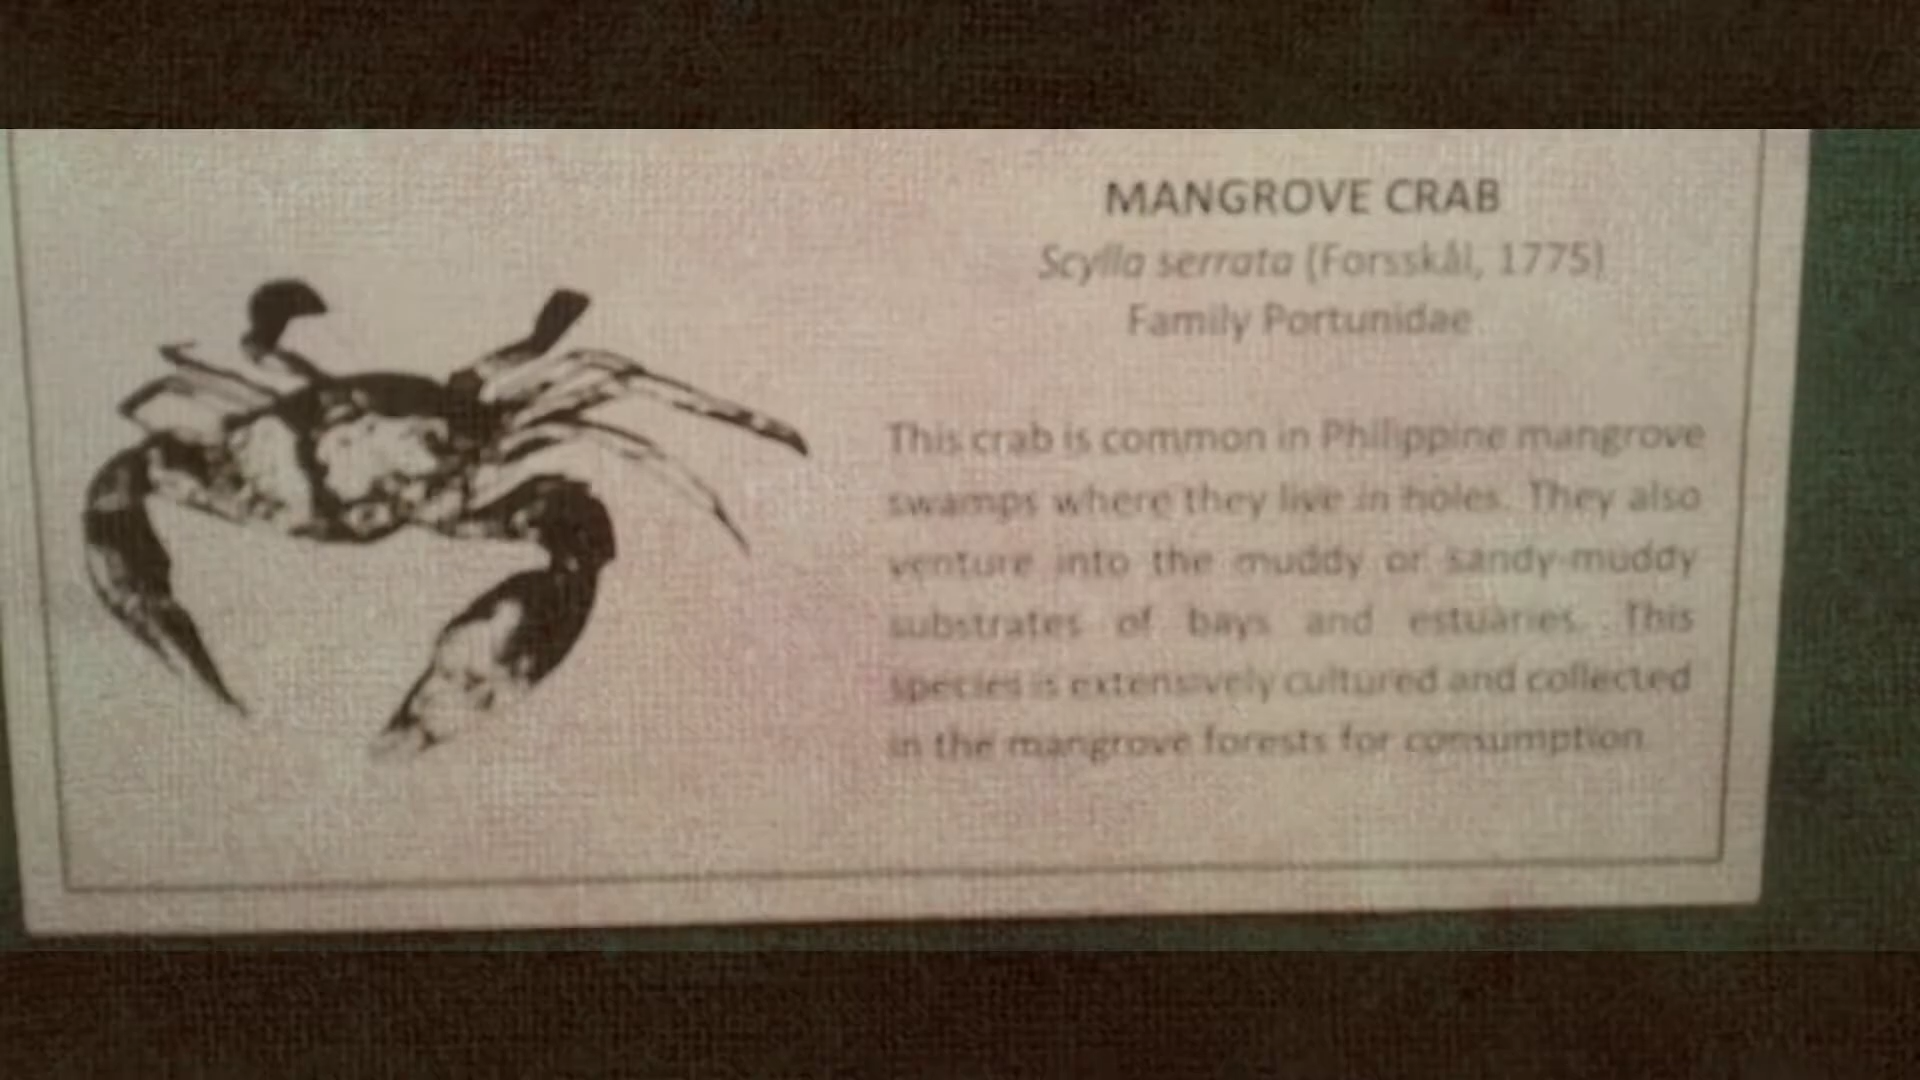 MANGROVE CRAB
Scylla serrata (Forsskål, 1775)
Family Portunidae
This crab is common in Philippine mangrove
swamps where they live in holes. They also
venture into the muddy or sandy-muddy
substrates of bays and estuaries. This
species is extensively cultured and collected
in the mangrove forests for consumption.